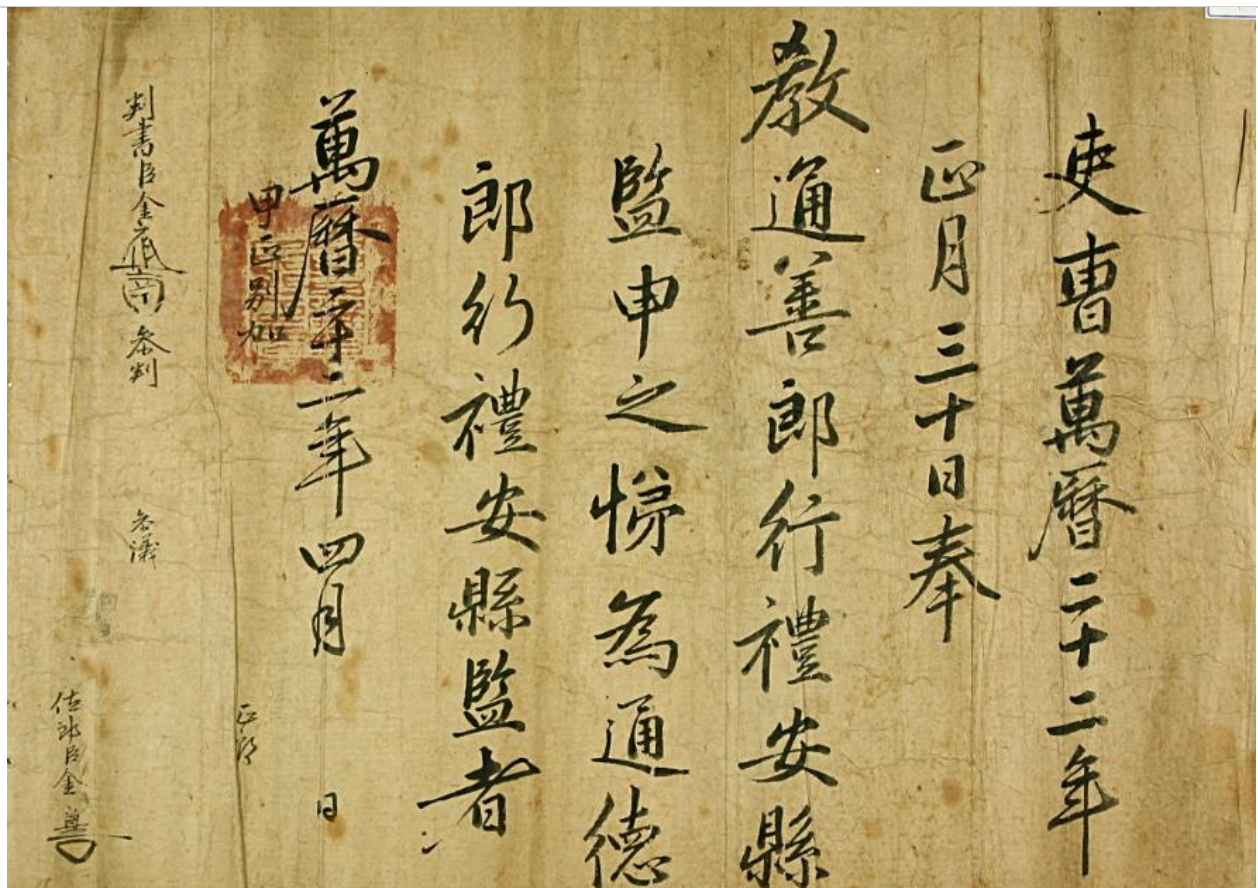 吏曹萬曆二十二年
正月三十日奉
敎通善郎行禮安縣
監申之悌爲通德
郎行禮安縣監者
萬曆二十二年四月 日
甲午別加
判書臣金 參判
參議
正郎
佐郎臣金